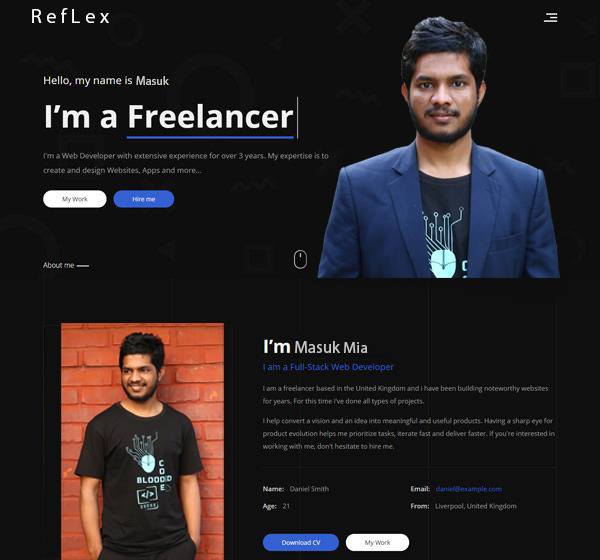 RefLex
Hello, my name is Masuk
I'm a Freelancer
I'm a Web Developer with extensive experience for over 3 years. My expertise is to
create and design Websites, Apps and more...
My Work
Hire me
About me
I'm Masuk Mia
I am a Full-Stack Web Developer
I am a freelancer based in the United Kingdom and i have been building noteworthy websites
for years. For this time I've done all types of projects.
I help convert a vision and an idea into meaningful and useful products. Having a sharp eye for
product evolution helps me prioritize tasks, iterate fast and deliver faster. If you're interested in
working with me, don't hesitate to hire me.
Name: Daniel Smith
Email: daniel@example.com
Age: 21
From: Liverpool, United Kingdom
Download CV
My Work
CODE
BLOODED